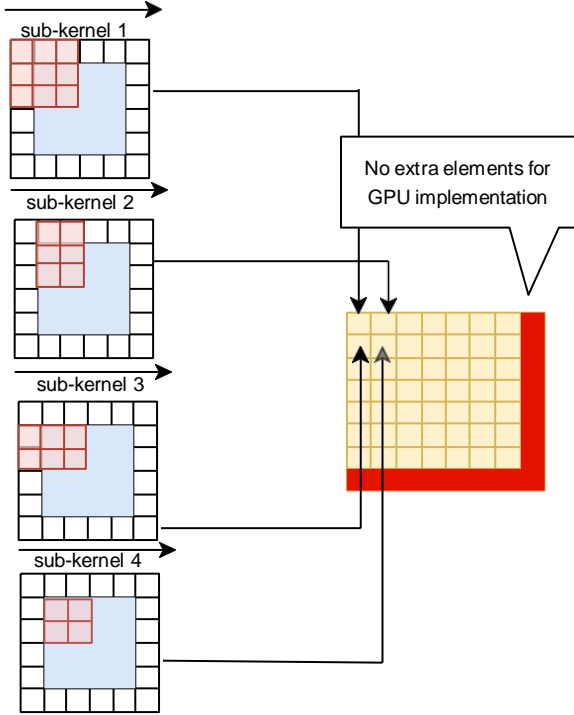 sub-kernel 1
No extra elements for
GPU implementation
sub-kernel 2
sub-kernel 3
sub-kernel 4